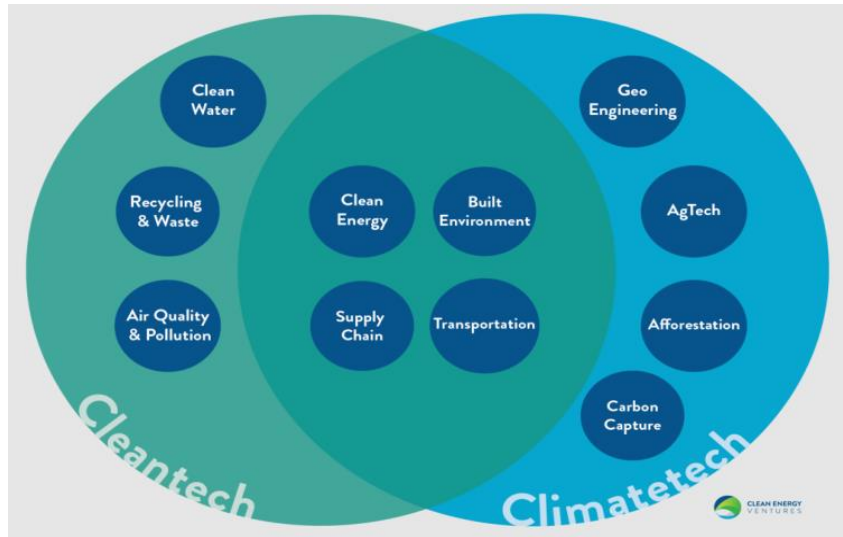 Clean
Water
Recycling
& Waste
Air Quality
& Pollution
Clean
Energy
Built
Environment
Supply
Chain
Transportation
Geo
Engineering
AgTech
Afforestation
Carbon
Capture
Cleantech
Climatetech
CLEAN ENERGY
VENTURES